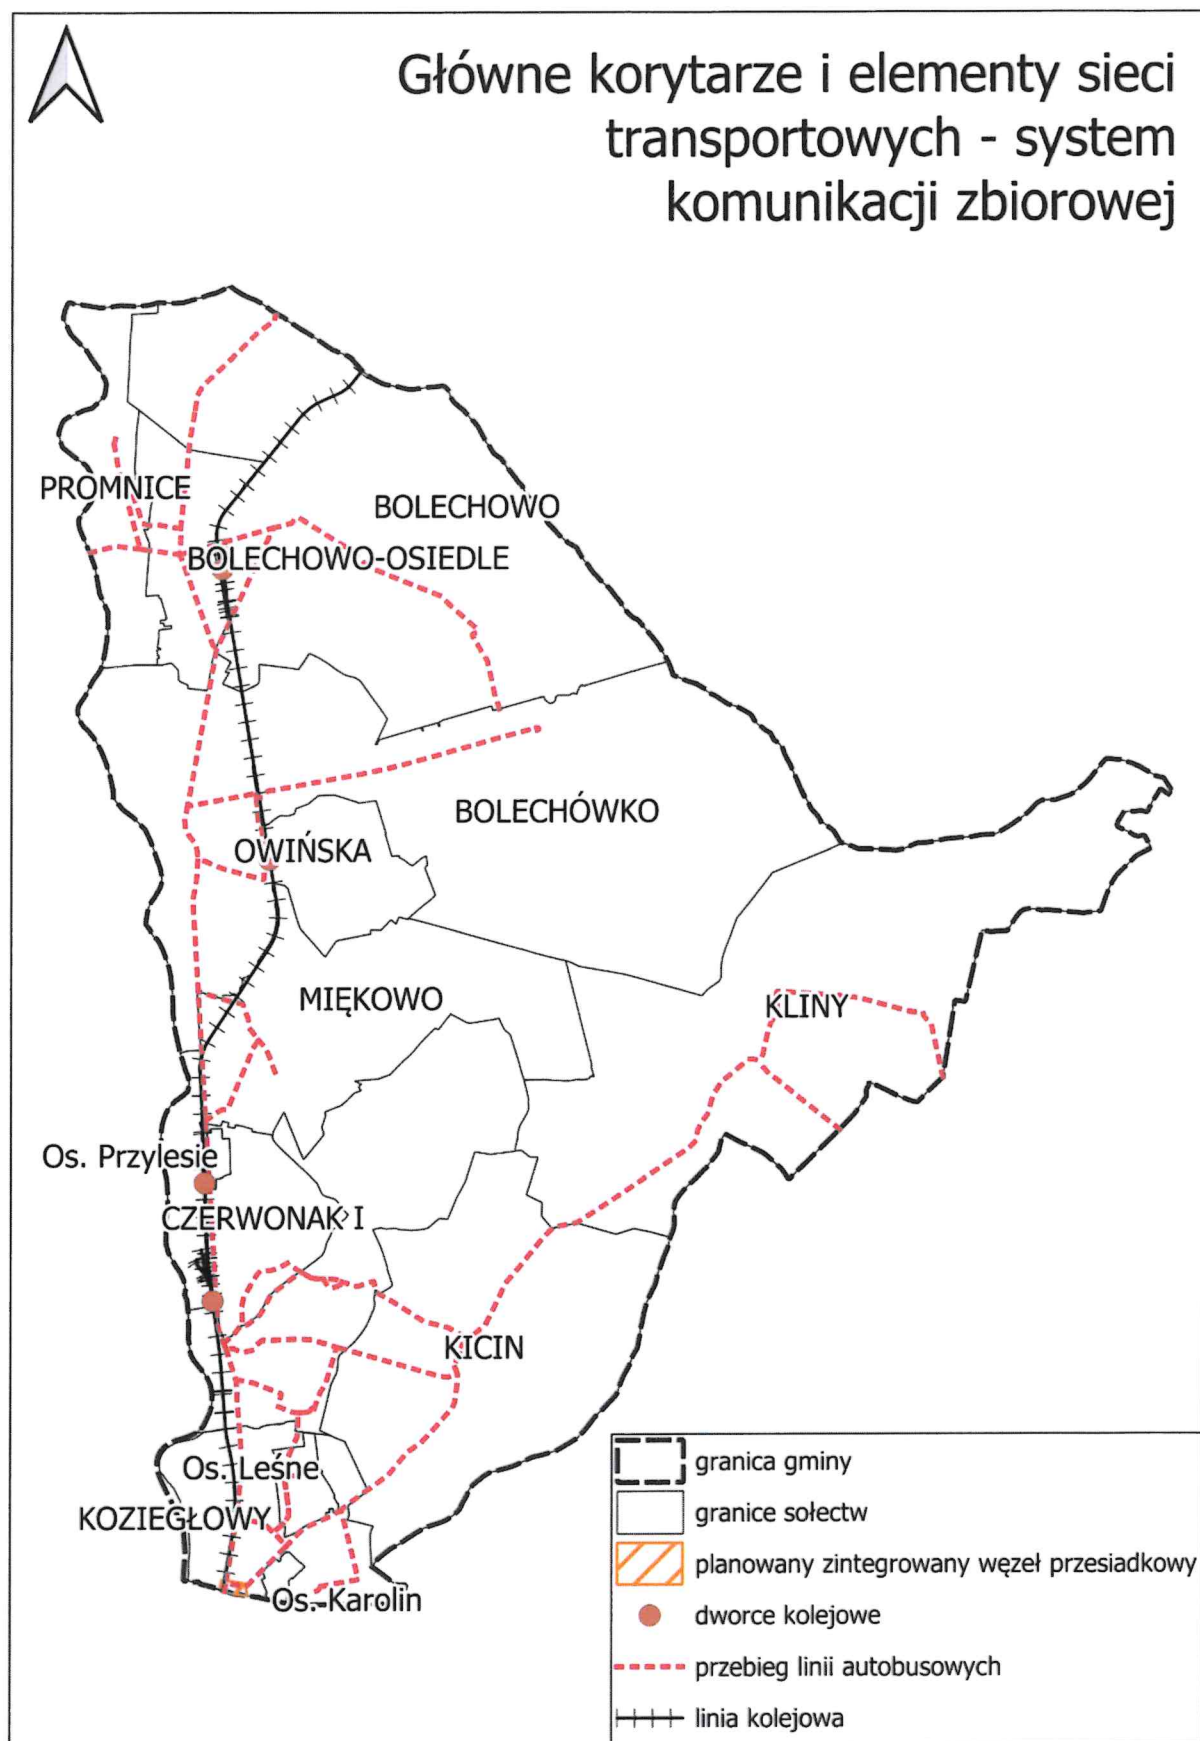 Główne korytarze i elementy sieci
transportowych - system
komunikacji zbiorowej
PROMNICE
BOLECHOWO
BOLECHOWO-OSIEDLE
BOLECHÓWKO
OWIŃSKA
MIĘKOWO
KLINY
Os. Przylesie
CZERWONAK I
KICIN
Os. Leśne
KOZIEGŁOWY
Os. Karolin
granica gminy
granice sołectw
planowany zintegrowany węzeł przesiadkowy
dworce kolejowe
przebieg linii autobusowych
linia kolejowa